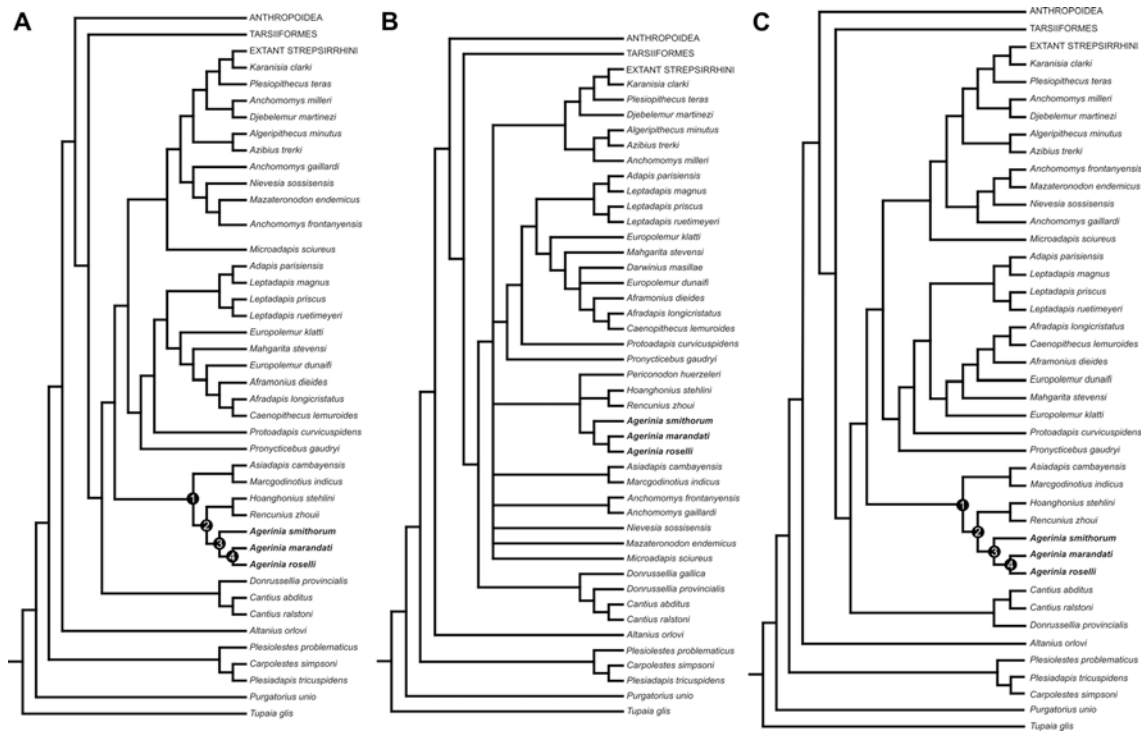 A
ANTHROPOIDEA
TARSIIFORMES
EXTANT STREPSIRRHINI
Karanisia clarki
Plesiopithecus teras
Anchomomys milleri
Djebelemur martinezi
Algeripithecus minutus
Azibius trerki
Anchomomys gaillardi
Nievesia sossisensis
Mazateronodon endemicus
Anchomomys frontanyensis
Microadapis sciureus
Adapis parisiensis
Leptadapis magnus
Leptadapis priscus
Leptadapis ruetimeyeri
Europolemur klatti
Mahgarita stevensi
Europolemur dunaifi
Aframonius dieides
Afradapis longicristatus
Caenopithecus lemuroides
Protoadapis curvicuspidens
Pronycticebus gaudryi
Asiadapis cambayensis
Marcgodinotius indicus
1
Hoanghonius stehlini
Rencunius zhouii
2
Agerinia smithorum
3
Agerinia marandati
4
Agerinia roselli
Donrussellia provincialis
Cantius abditus
Cantius ralstoni
Altanius orlovi
Plesiolestes problematicus
Carpolestes simpsoni
Plesiadapis tricuspidens
Purgatorius unio
Tupaia glis
B
ANTHROPOIDEA
TARSIIFORMES
EXTANT STREPSIRRHINI
Karanisia clarki
Plesiopithecus teras
Djebelemur martinezi
Algeripithecus minutus
Azibius trerki
Anchomomys milleri
Adapis parisiensis
Leptadapis magnus
Leptadapis priscus
Leptadapis ruetimeyeri
Europolemur klatti
Mahgarita stevensi
Darwinius masillae
Europolemur dunaifi
Aframonius dieides
Afradapis longicristatus
Caenopithecus lemuroides
Protoadapis curvicuspidens
Pronycticebus gaudryi
Periconodon huerzeleri
Hoanghonius stehlini
Rencunius zhoui
Agerinia smithorum
Agerinia marandati
Agerinia roselli
Asiadapis cambayensis
Marcgodinotius indicus
Anchomomys frontanyensis
Anchomomys gaillardi
Nievesia sossisensis
Mazateronodon endemicus
Microadapis sciureus
Donrussellia gallica
Donrussellia provincialis
Cantius abditus
Cantius ralstoni
Altanius orlovi
Plesiolestes problematicus
Carpolestes simpsoni
Plesiadapis tricuspidens
Purgatorius unio
Tupaia glis
C
ANTHROPOIDEA
TARSIIFORMES
EXTANT STREPSIRRHINI
Karanisia clarki
Plesiopithecus teras
Anchomomys milleri
Djebelemur martinezi
Algeripithecus minutus
Azibius trerki
Anchomomys frontanyensis
Mazateronodon endemicus
Nievesia sossisensis
Anchomomys gaillardi
Microadapis sciureus
Adapis parisiensis
Leptadapis magnus
Leptadapis priscus
Leptadapis ruetimeyeri
Afradapis longicristatus
Caenopithecus lemuroides
Aframonius dieides
Europolemur dunaifi
Mahgarita stevensi
Europolemur klatti
Protoadapis curvicuspidens
Pronycticebus gaudryi
Asiadapis cambayensis
Marcgodinotius indicus
1
Hoanghonius stehlini
Rencunius zhoui
2
Agerinia smithorum
3
Agerinia marandati
4
Agerinia roselli
Cantius abditus
Cantius ralstoni
Donrussellia provincialis
Altanius orlovi
Plesiolestes problematicus
Plesiadapis tricuspidens
Carpolestes simpsoni
Purgatorius unio
Tupaia glis